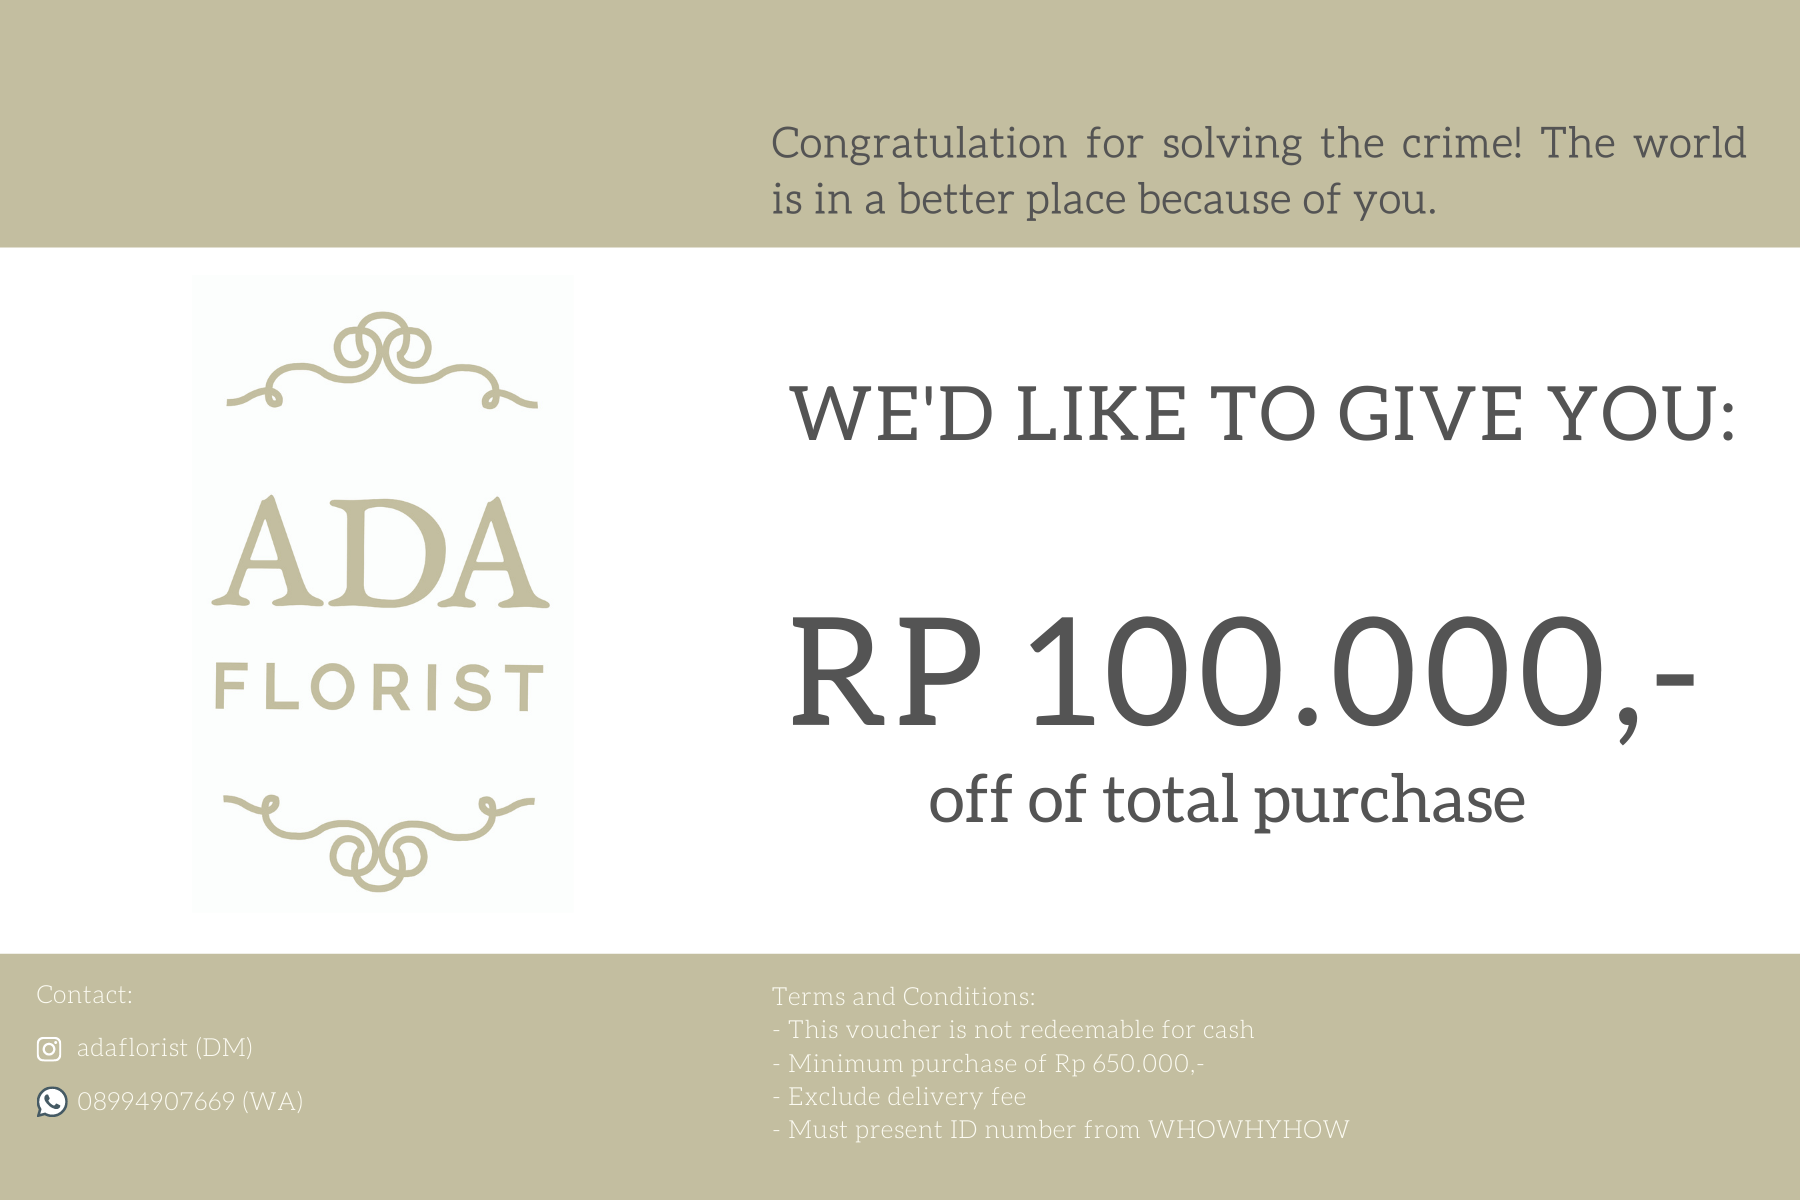 Congratulation for solving the crime! The world
is in a better place because of you.
ADA
FLORIST
WE'D LIKE TO GIVE YOU:
RP 100.000,-
off of total purchase
Contact:
adaflorist (DM)
08994907669 (WA)
Terms and Conditions:
- This voucher is not redeemable for cash
- Minimum purchase of Rp 650.000,-
- Exclude delivery fee
- Must present ID number from WHOWHYHOW